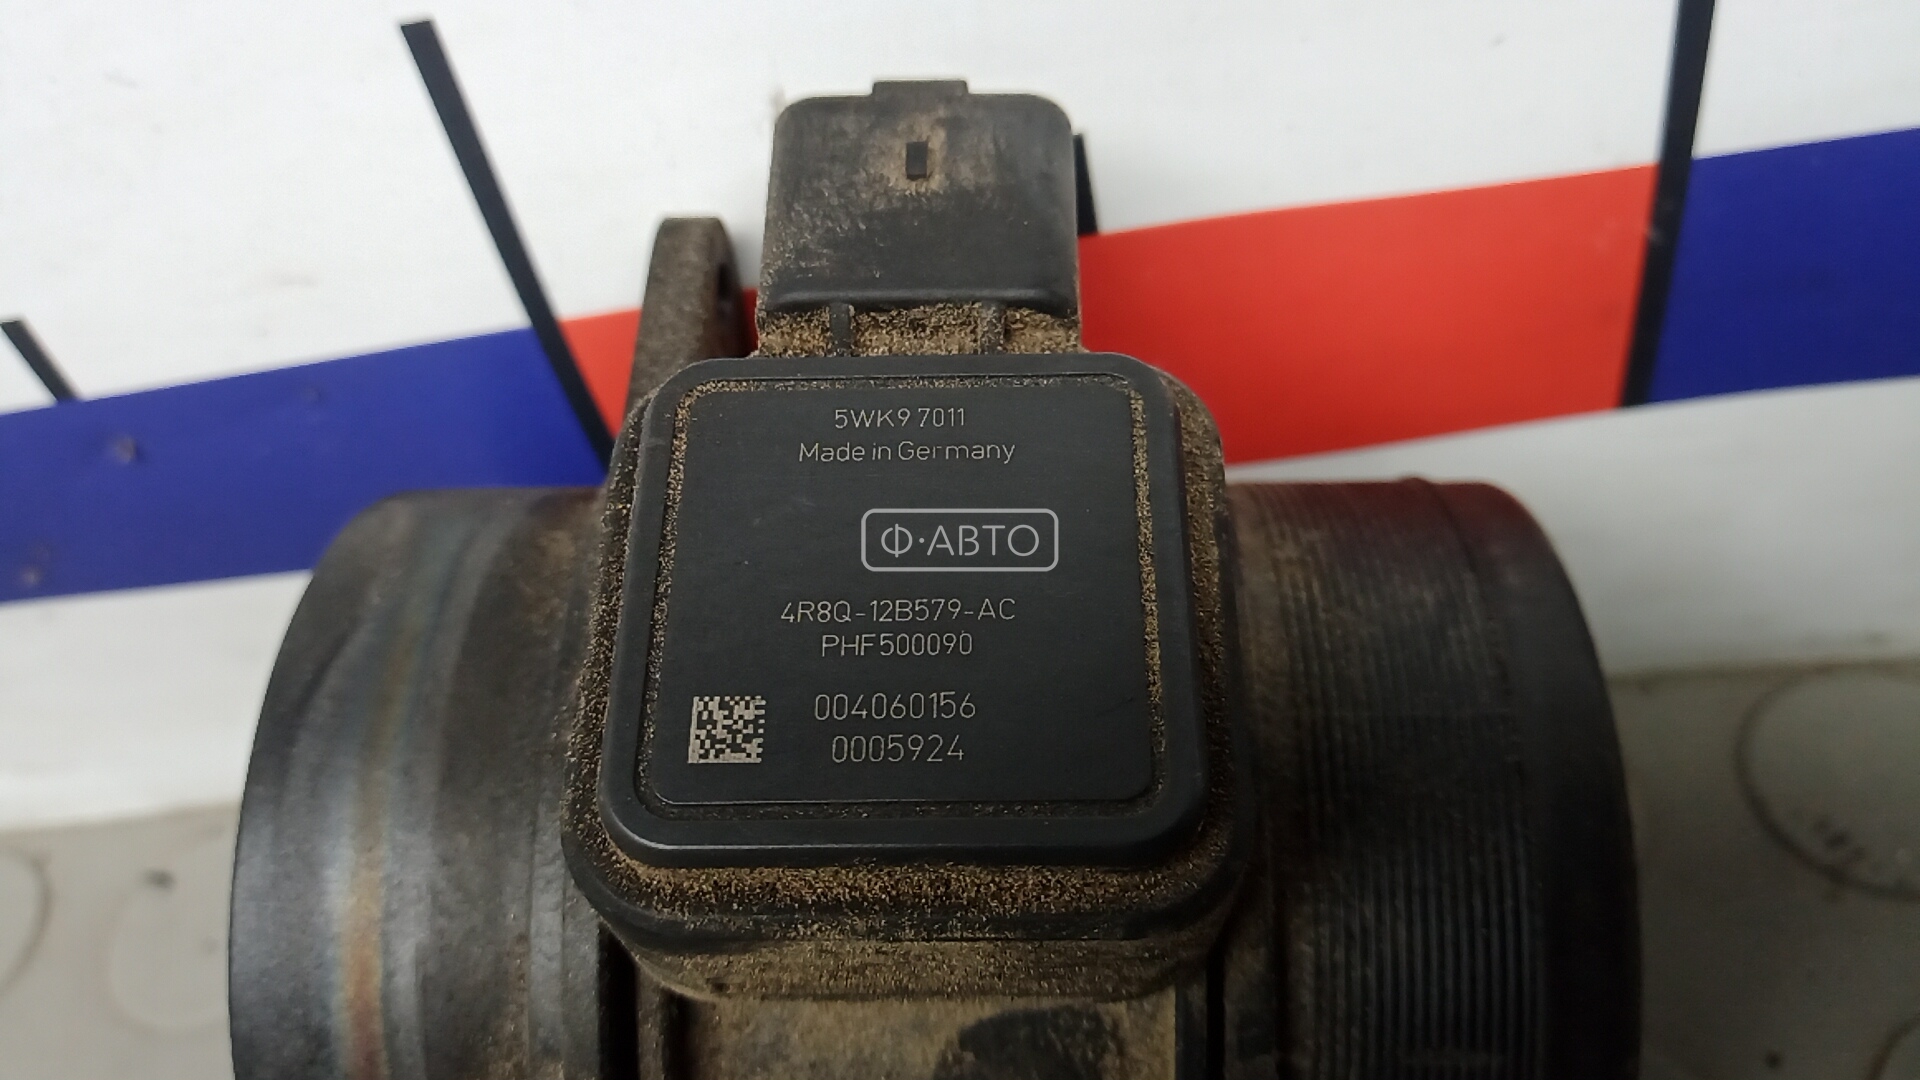 5WK9 7011
Made in Germany
Ф·АВТО
4R8Q-12B579-AC
PHF500090
004060156
0005924